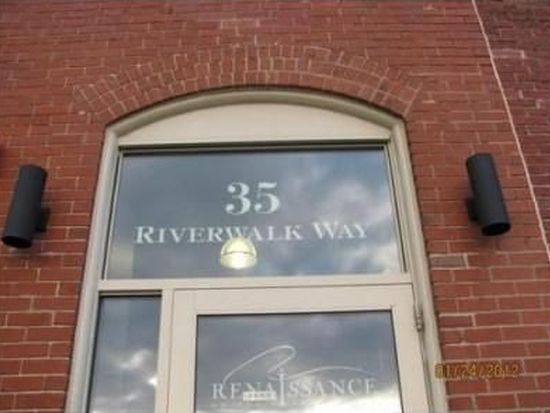 35
RIVERWALK WAY
RENAISSANCE
01/24/2012